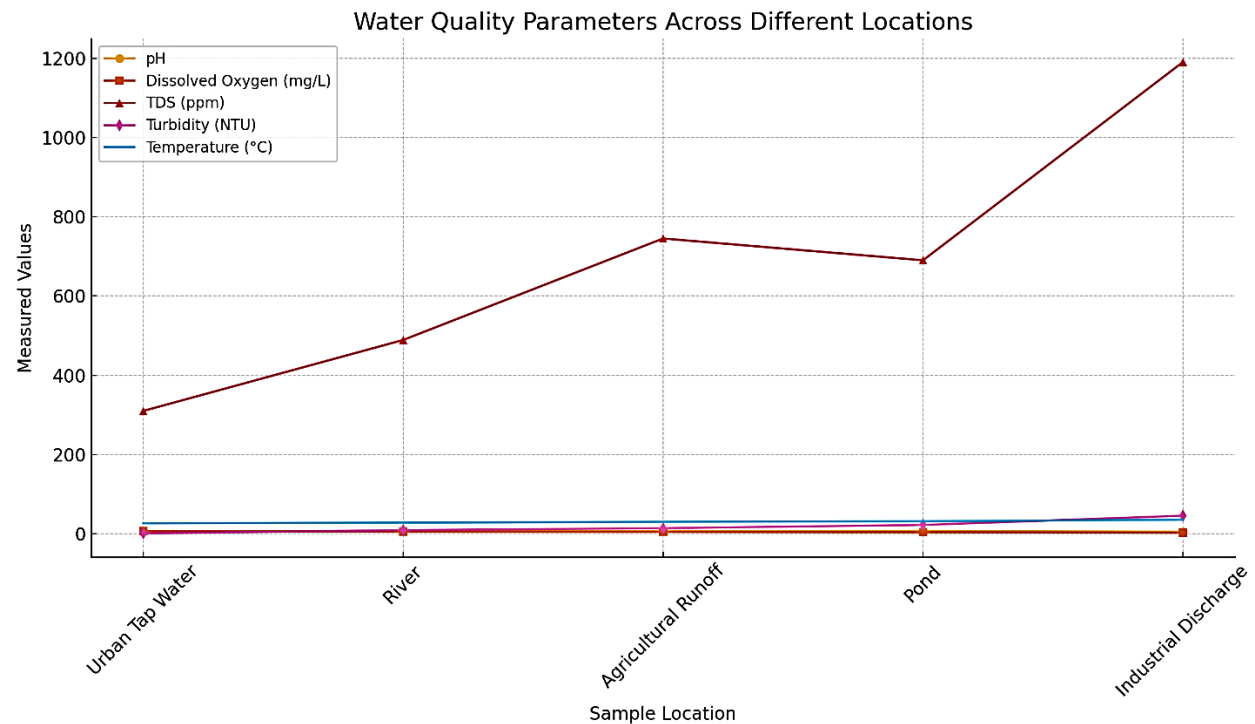 Water Quality Parameters Across Different Locations
pH
Dissolved Oxygen (mg/L)
TDS (ppm)
Turbidity (NTU)
Temperature (°C)
Measured Values
1200
1000
800
600
400
200
0
Urban Tap Water
River
Agricultural Runoff
Pond
Industrial Discharge
Sample Location